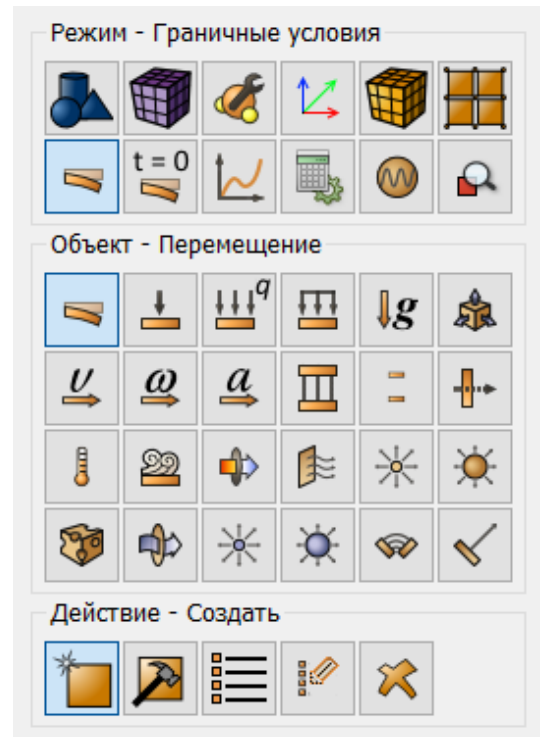 Режим - Граничные условия
t = 0
Объект - Перемещение
q
g
υ ω a
Действие - Создать